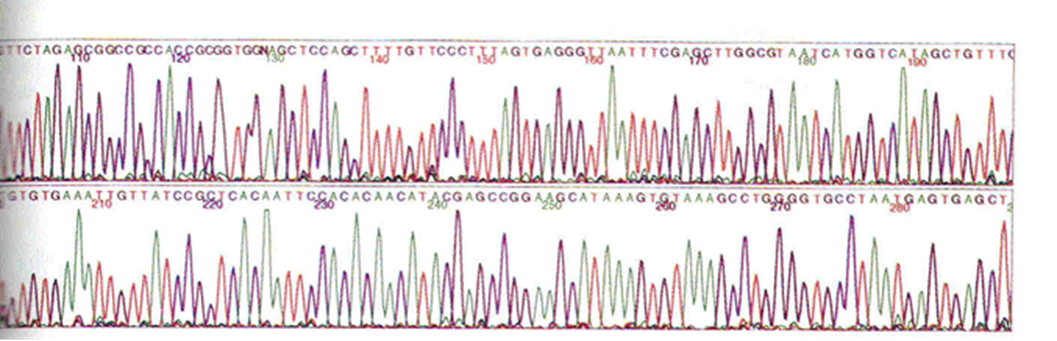 TTCTAGAGCGGCCGCCACCGCGGTGGNAGCTCCAGCTTTTGTTCCCTTTAGTGAGGGTTAATTTCGAGCTTGGCGTAATCATGGTCATAGCTGTTTC
110 120 130 140 150 160 170 180 190
GTGTGAAATTGTTATCCGCTCACAATTCCACACAACATACGAGCCGGAAGCATAAAGTGTAAAGCCTGGGGTGCCTAATGAGTGAGCT
210 220 230 240 250 260 270 280